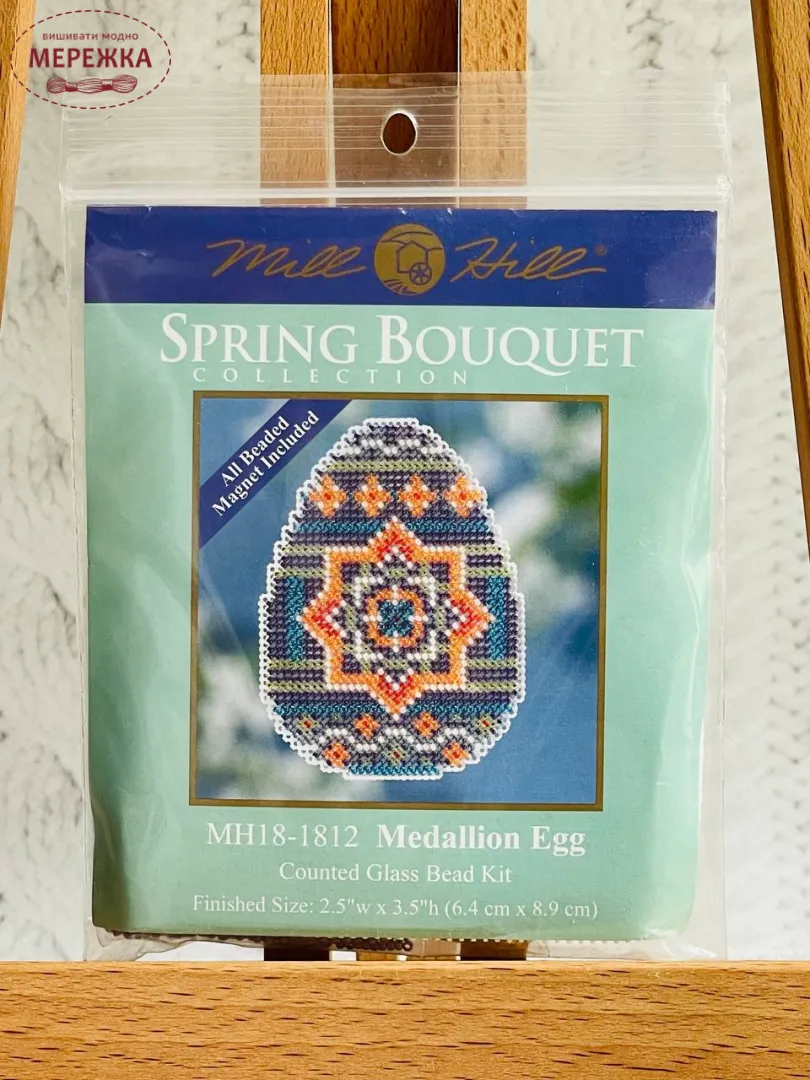 вишивати модно
МЕРЕЖКА
Mill Hill®
SPRING BOUQUET
COLLECTION
All Beaded
Magnet Included
MH18-1812 Medallion Egg
Counted Glass Bead Kit
Finished Size: 2.5"w x 3.5"h (6.4 cm x 8.9 cm)